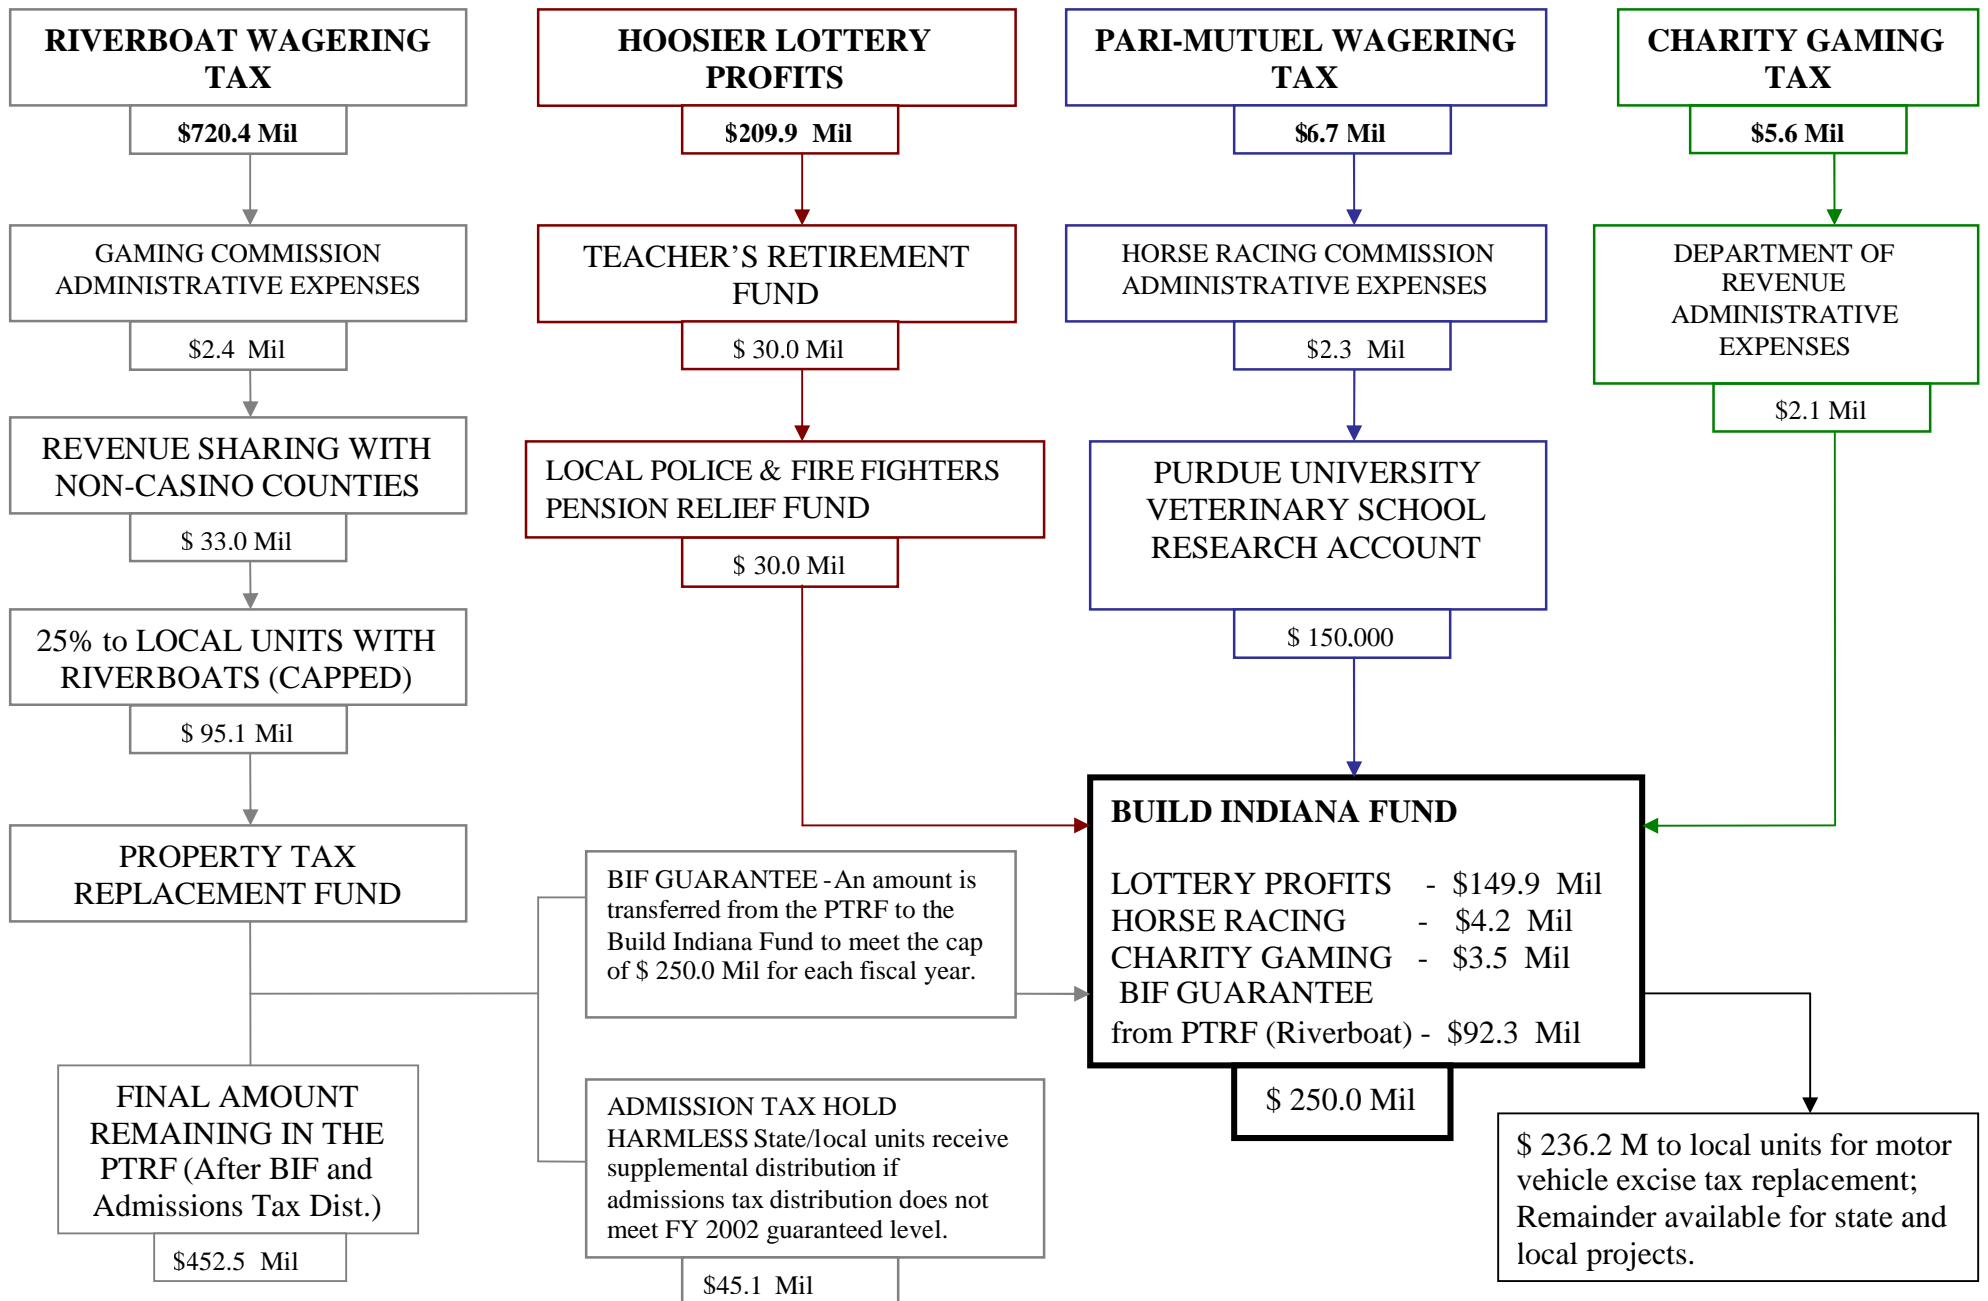 RIVERBOAT WAGERING
TAX
$720.4 Mil
GAMING COMMISSION
ADMINISTRATIVE EXPENSES
$2.4 Mil
REVENUE SHARING WITH
NON-CASINO COUNTIES
$ 33.0 Mil
25% to LOCAL UNITS WITH
RIVERBOATS (CAPPED)
$ 95.1 Mil
PROPERTY TAX
REPLACEMENT FUND
FINAL AMOUNT
REMAINING IN THE
PTRF (After BIF and
Admissions Tax Dist.)
$452.5 Mil
HOOSIER LOTTERY
PROFITS
$209.9 Mil
TEACHER’S RETIREMENT
FUND
$ 30.0 Mil
LOCAL POLICE & FIRE FIGHTERS
PENSION RELIEF FUND
$ 30.0 Mil
BIF GUARANTEE - An amount is
transferred from the PTRF to the
Build Indiana Fund to meet the cap
of $ 250.0 Mil for each fiscal year.
ADMISSION TAX HOLD
HARMLESS State/local units receive
supplemental distribution if
admissions tax distribution does not
meet FY 2002 guaranteed level.
$45.1 Mil
PARI-MUTUEL WAGERING
TAX
$6.7 Mil
HORSE RACING COMMISSION
ADMINISTRATIVE EXPENSES
$2.3 Mil
PURDUE UNIVERSITY
VETERINARY SCHOOL
RESEARCH ACCOUNT
$ 150,000
CHARITY GAMING
TAX
$5.6 Mil
DEPARTMENT OF
REVENUE
ADMINISTRATIVE
EXPENSES
$2.1 Mil
BUILD INDIANA FUND
LOTTERY PROFITS - $149.9 Mil
HORSE RACING - $4.2 Mil
CHARITY GAMING - $3.5 Mil
BIF GUARANTEE
from PTRF (Riverboat) - $92.3 Mil
$ 250.0 Mil
$ 236.2 M to local units for motor
vehicle excise tax replacement;
Remainder available for state and
local projects.